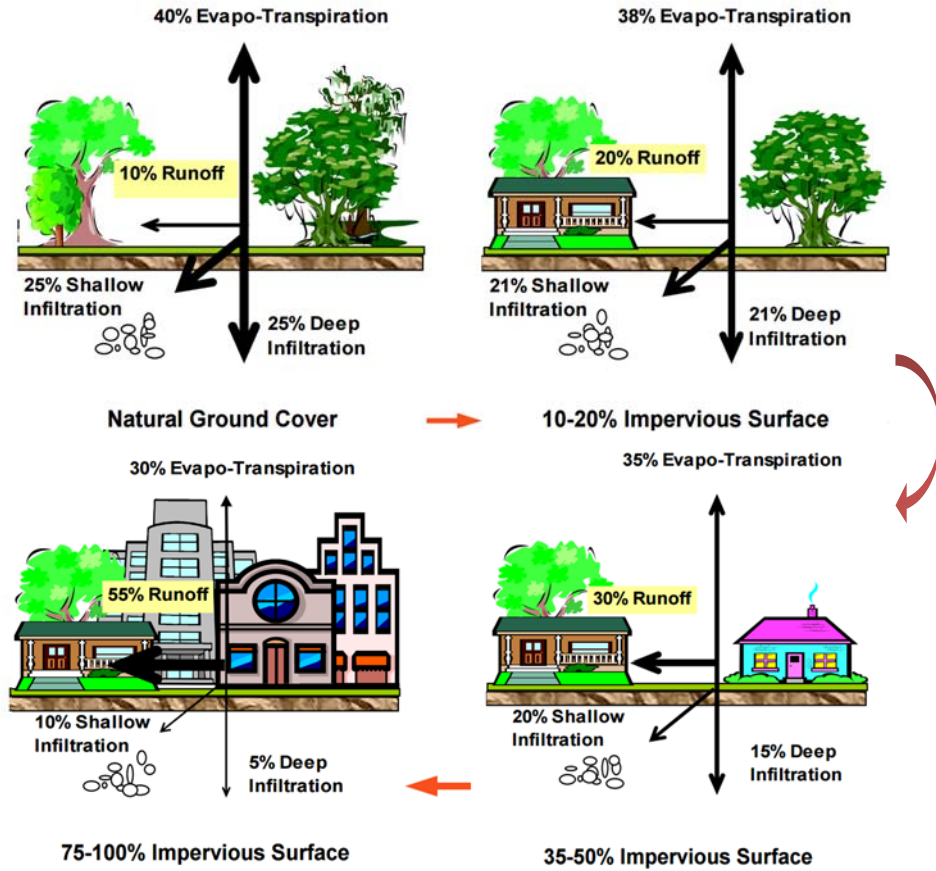 40% Evapo-Transpiration
10% Runoff
25% Shallow
Infiltration
25% Deep
Infiltration
Natural Ground Cover
38% Evapo-Transpiration
20% Runoff
21% Shallow
Infiltration
21% Deep
Infiltration
10-20% Impervious Surface
30% Evapo-Transpiration
55% Runoff
10% Shallow
Infiltration
5% Deep
Infiltration
75-100% Impervious Surface
35% Evapo-Transpiration
30% Runoff
20% Shallow
Infiltration
15% Deep
Infiltration
35-50% Impervious Surface